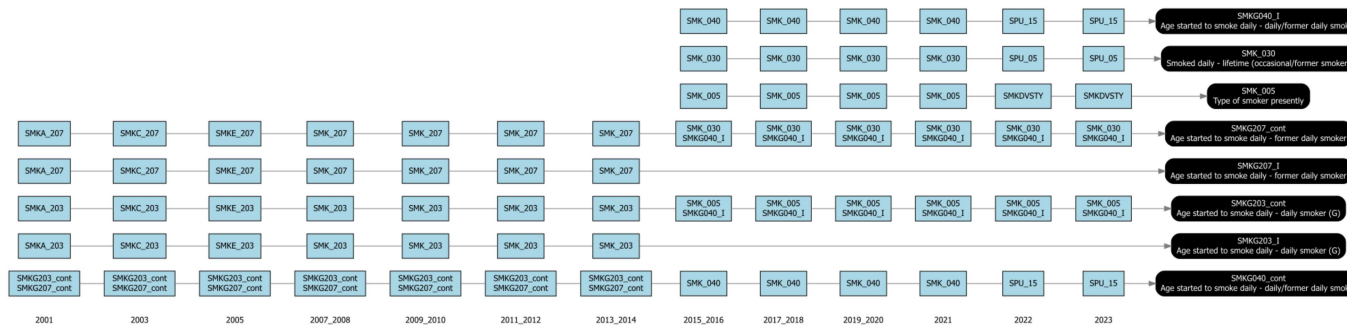 SMK_040 SMK_040 SMK_040 SMK_040 SPU_15 SPU_15 SMKG040_I
Age started to smoke daily - daily/former daily smok
SMK_030 SMK_030 SMK_030 SMK_030 SPU_05 SPU_05 SMK_030
Smoked daily - lifetime (occasional/former smoker
SMK_005 SMK_005 SMK_005 SMK_005 SMKDVSTY SMKDVSTY SMK_005
Type of smoker presently
SMKA_207 SMKC_207 SMKE_207 SMK_207 SMK_207 SMK_207 SMK_207 SMK_030 SMK_030 SMK_030 SMK_030 SMK_030 SMK_030 SMKG207_cont
SMKG040_I SMKG040_I SMKG040_I SMKG040_I SMKG040_I SMKG040_I Age started to smoke daily - former daily smoker
SMKA_207 SMKC_207 SMKE_207 SMK_207 SMK_207 SMK_207 SMK_207 SMKG207_I
Age started to smoke daily - former daily smoker
SMKA_203 SMKC_203 SMKE_203 SMK_203 SMK_203 SMK_203 SMK_203 SMK_005 SMK_005 SMK_005 SMK_005 SMK_005 SMK_005 SMKG203_cont
SMKG040_I SMKG040_I SMKG040_I SMKG040_I SMKG040_I SMKG040_I Age started to smoke daily - daily smoker (G)
SMKA_203 SMKC_203 SMKE_203 SMK_203 SMK_203 SMK_203 SMK_203 SMKG203_I
Age started to smoke daily - daily smoker (G)
SMKG203_cont SMKG203_cont SMKG203_cont SMKG203_cont SMKG203_cont SMKG203_cont SMKG203_cont SMK_040 SMK_040 SMK_040 SMK_040 SPU_15 SPU_15 SMKG040_cont
SMKG207_cont SMKG207_cont SMKG207_cont SMKG207_cont SMKG207_cont SMKG207_cont SMKG207_cont Age started to smoke daily - daily/former daily smok
2001 2003 2005 2007_2008 2009_2010 2011_2012 2013_2014 2015_2016 2017_2018 2019_2020 2021 2022 2023